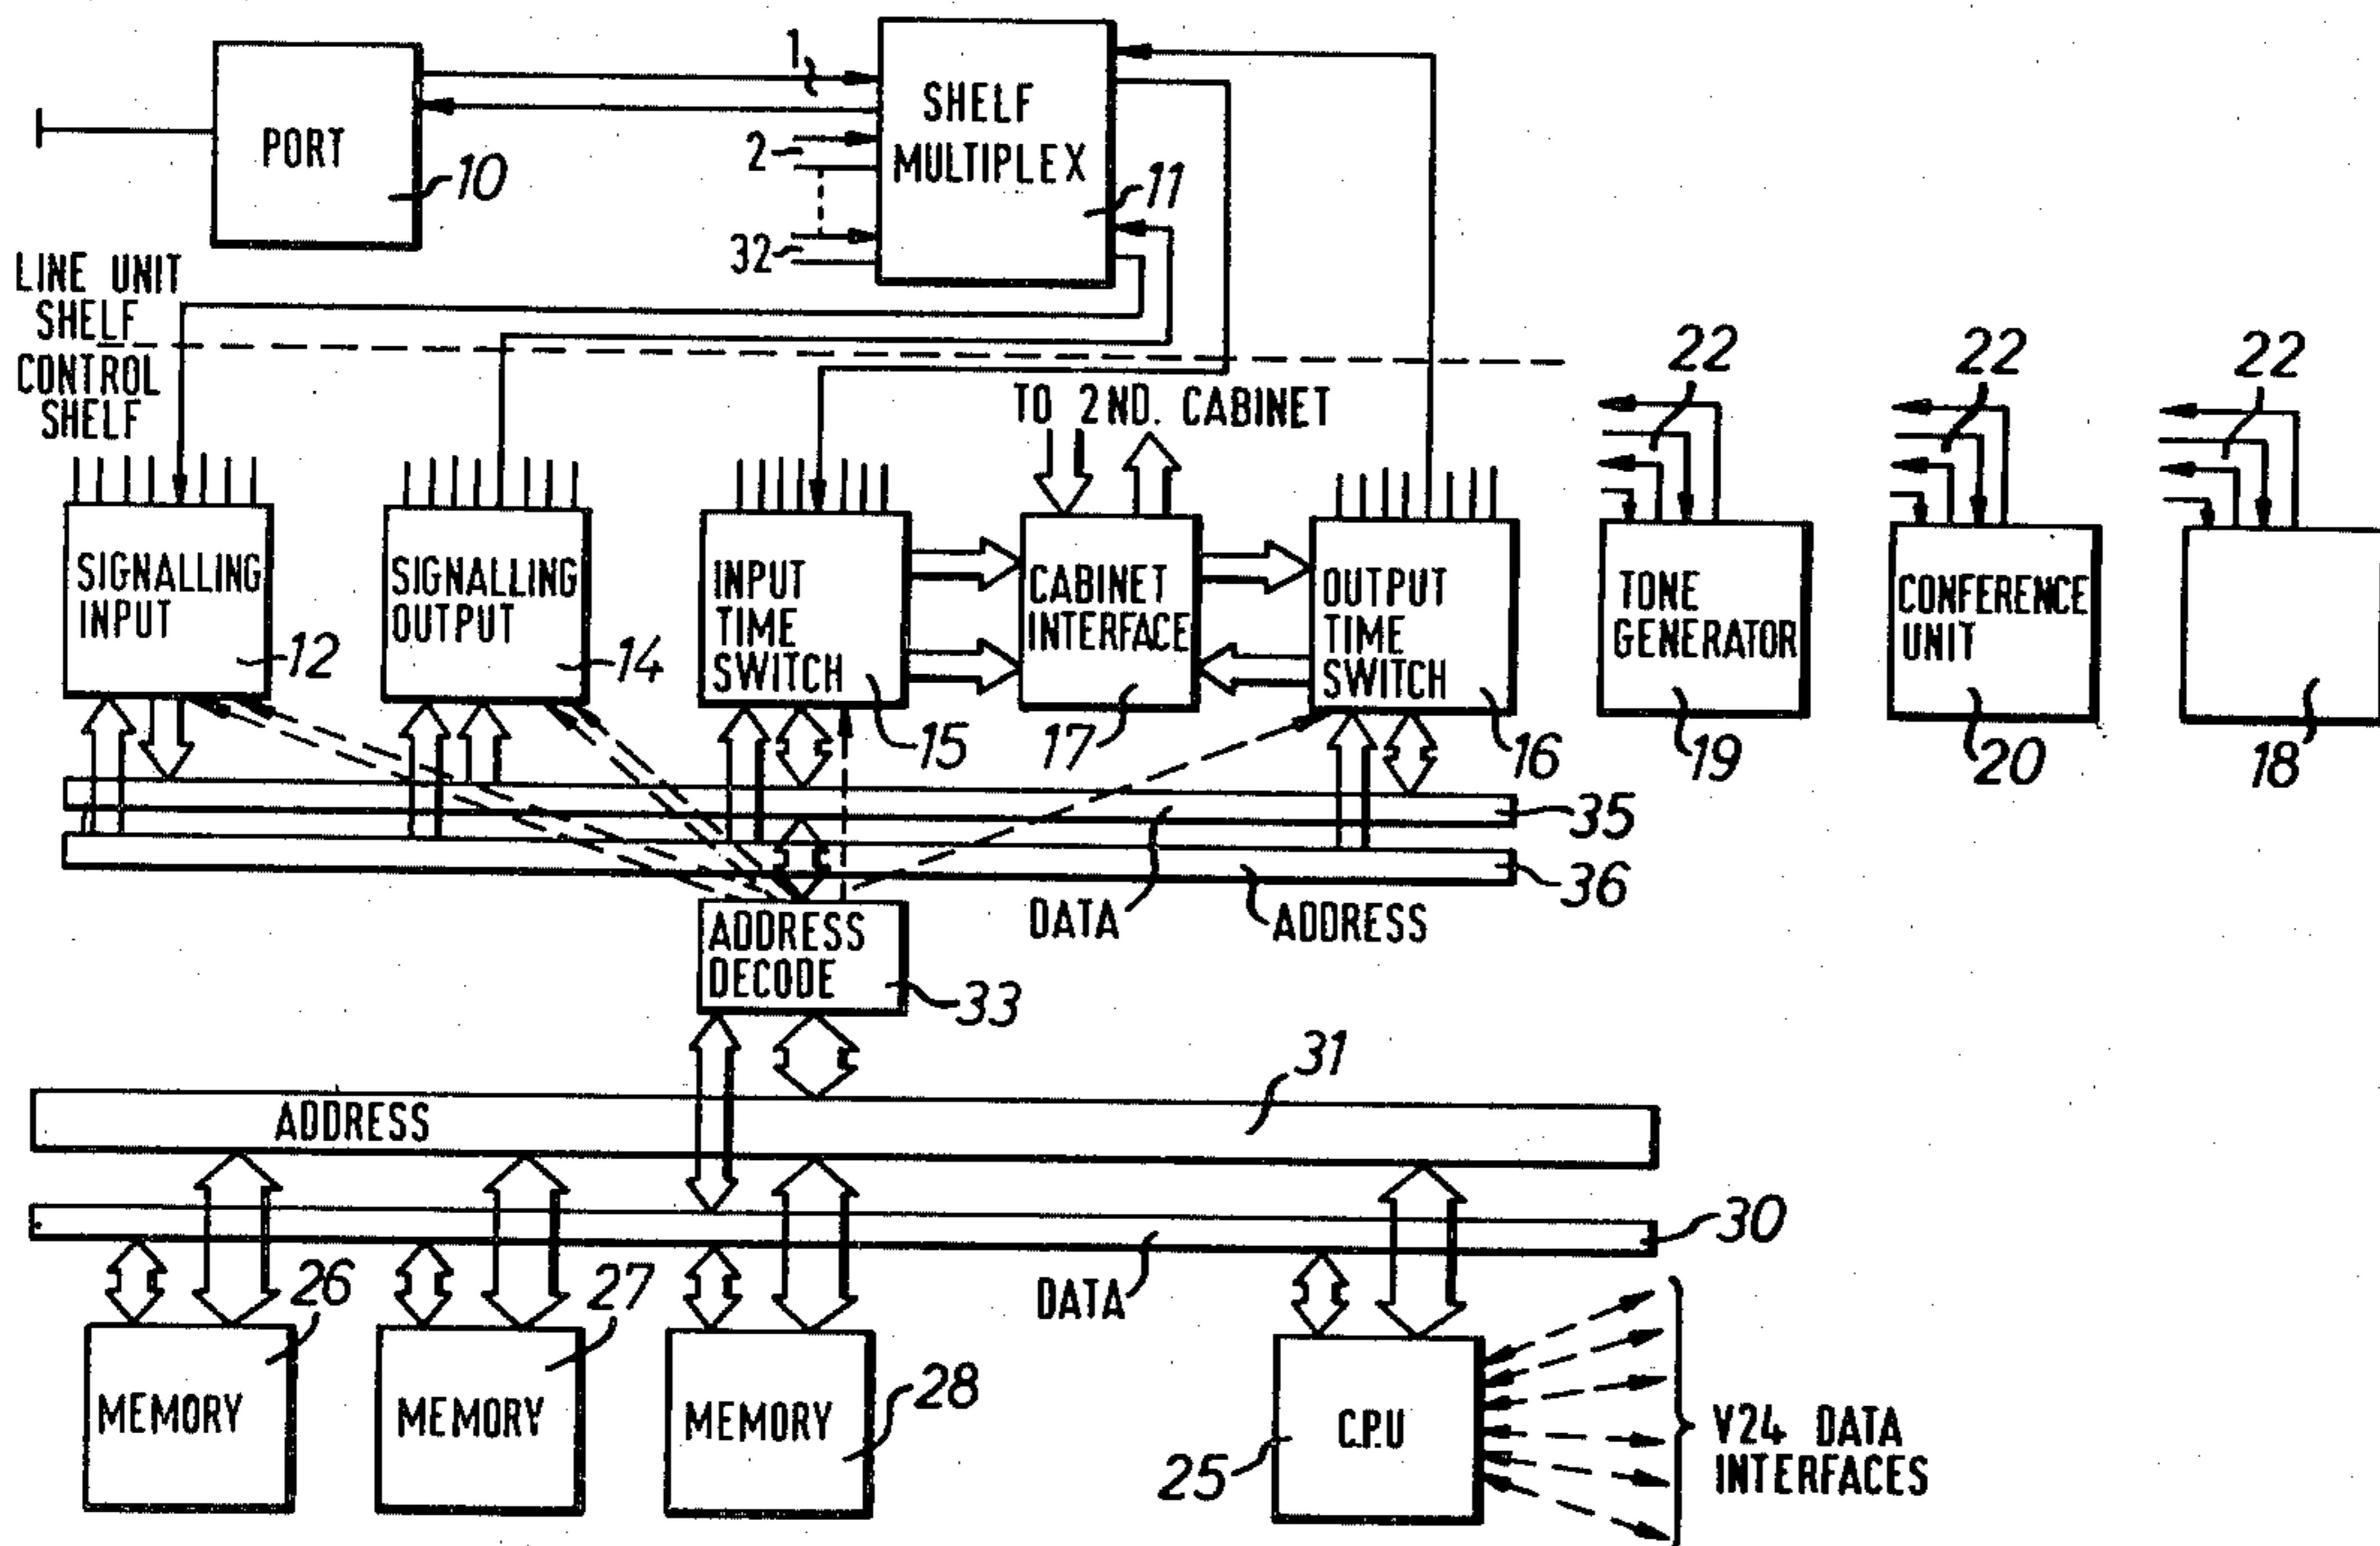 1
PORT
SHELF
MULTIPLEX
2
10
11
32
LINE UNIT
SHELF
CONTROL
SHELF
TO 2ND. CABINET
22
22
22
SIGNALLING
INPUT
12
SIGNALLING
OUTPUT
14
INPUT
TIME
SWITCH
15
CABINET
INTERFACE
17
OUTPUT
TIME
SWITCH
16
TONE
GENERATOR
19
CONFERENCE
UNIT
20
18
35
36
DATA
ADDRESS
ADDRESS
DECODE
33
31
ADDRESS
30
DATA
26
27
28
MEMORY
MEMORY
MEMORY
C.P.U
25
V24 DATA
INTERFACES